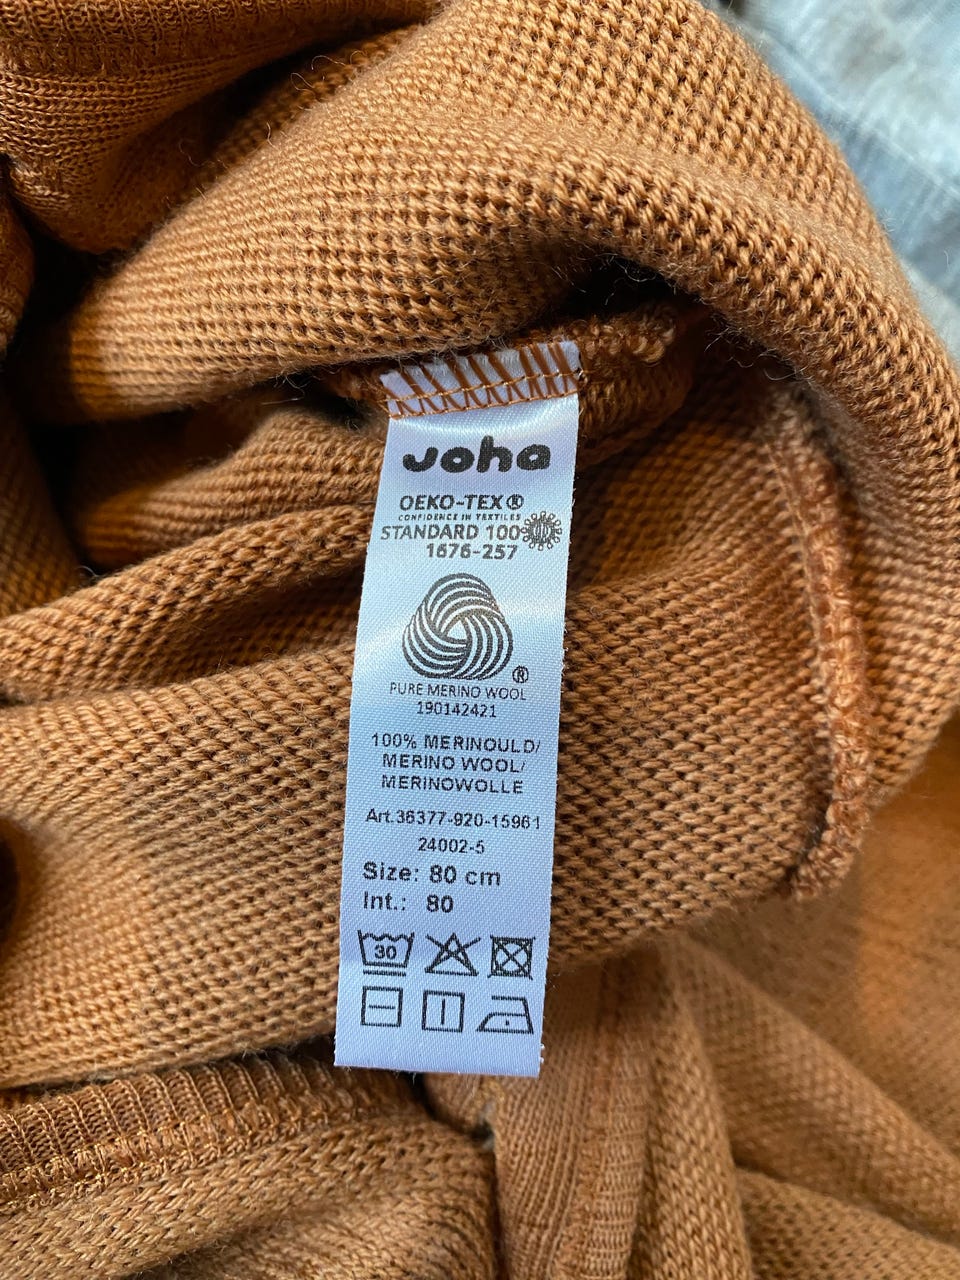 Joha
OEKO-TEX®
CONFIDENCE IN TEXTILES
STANDARD 100
1676-257
®
PURE MERINO WOOL
190142421
100% MERINOULD/
MERINO WOOL/
MERINOWOLLE
Art.36377-920-15961
24002-5
Size: 80 cm
Int.: 80
30